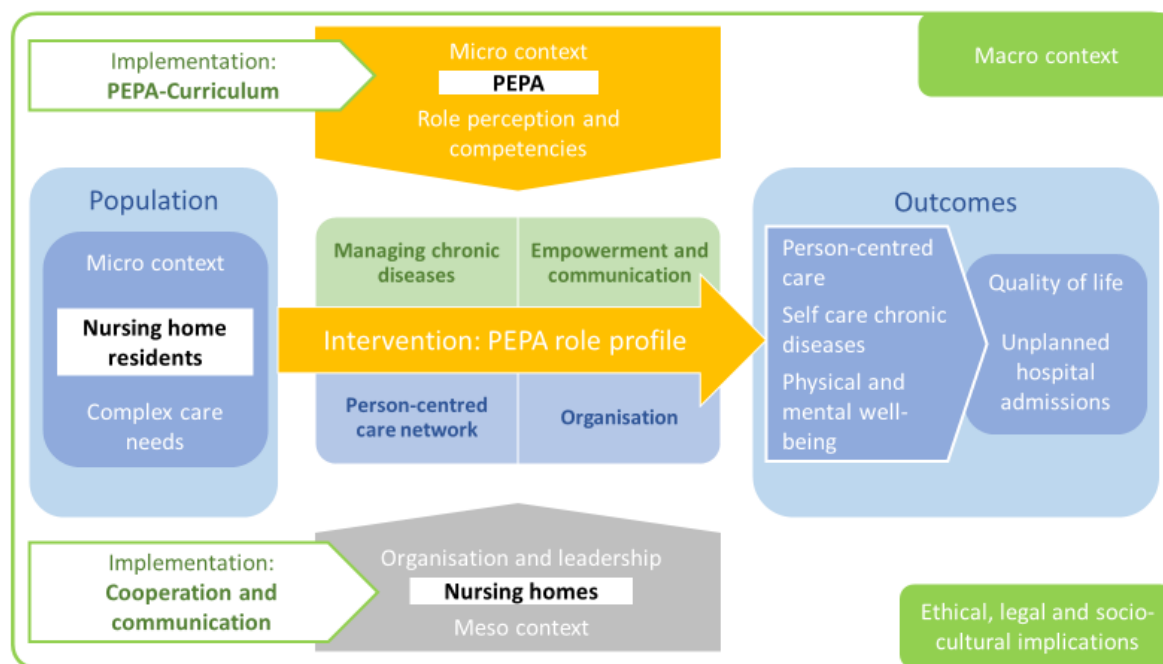 Implementation:
PEPA-Curriculum
Micro context
PEPA
Role perception and
competencies
Macro context
Population
Micro context
Nursing home
residents
Complex care
needs
Managing chronic
diseases
Empowerment and
communication
Intervention: PEPA role profile
Person-centred
care network
Organisation
Outcomes
Person-centred
care
Self care chronic
diseases
Physical and
mental well-
being
Quality of life
Unplanned
hospital
admissions
Implementation:
Cooperation and
communication
Organisation and leadership
Nursing homes
Meso context
Ethical, legal and socio-
cultural implications